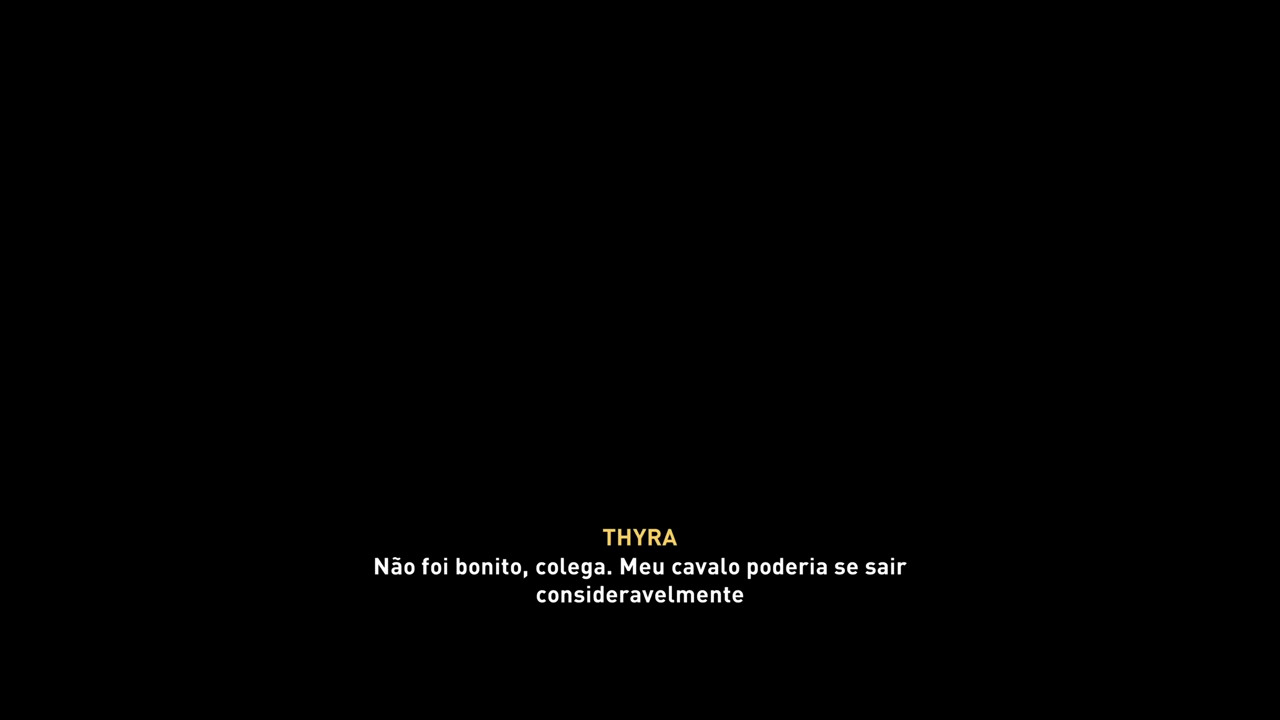 THYRA
Não foi bonito, colega. Meu cavalo poderia se sair
consideravelmente